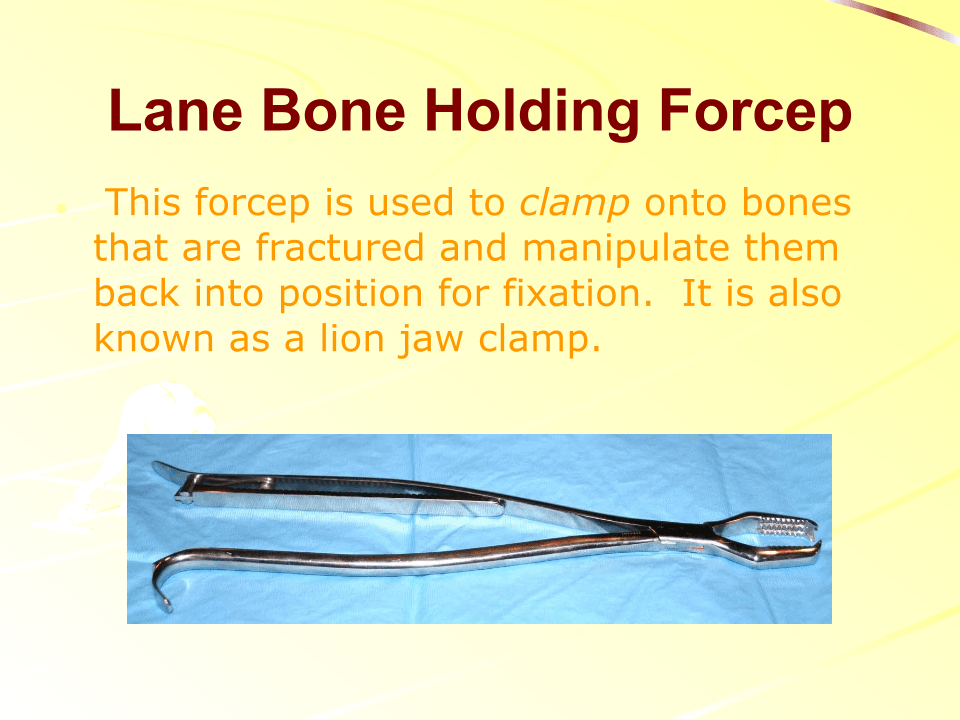 Lane Bone Holding Forcep
• This forcep is used to clamp onto bones
that are fractured and manipulate them
back into position for fixation.  It is also
known as a lion jaw clamp.